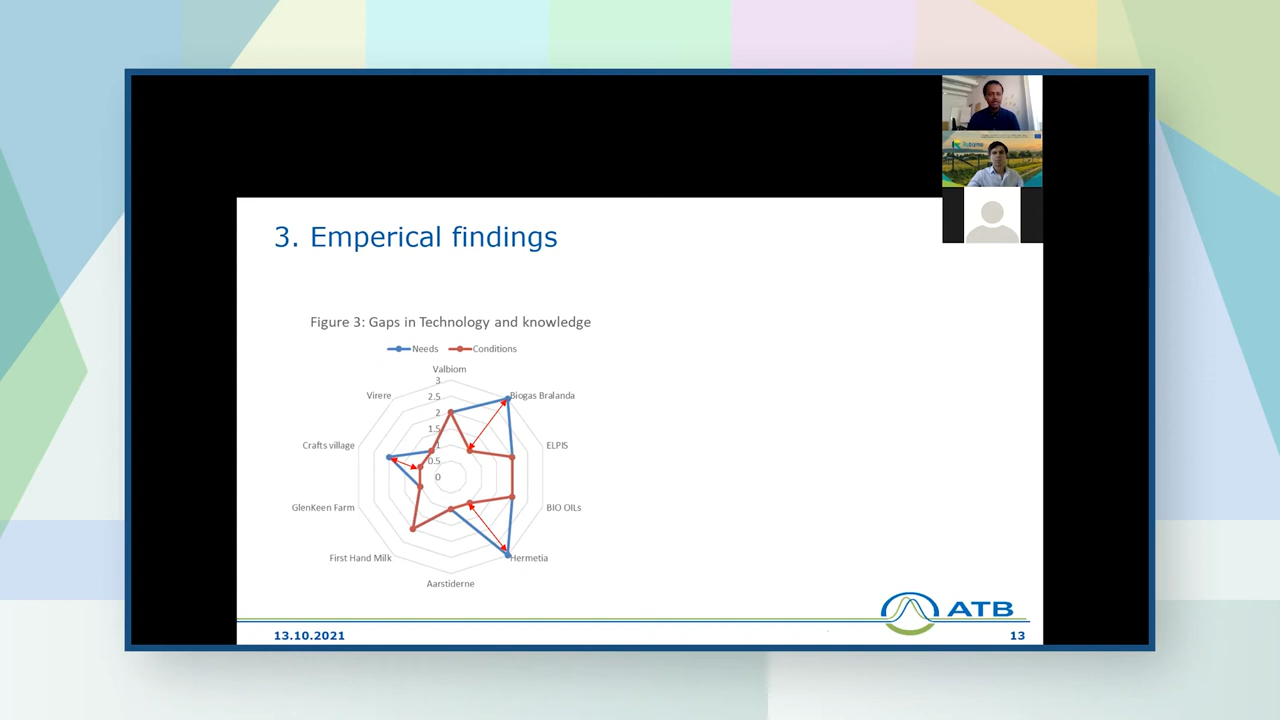 3. Emperical findings
Figure 3: Gaps in Technology and knowledge
Needs Conditions
Valbiom
3
Virere
2.5
Biogas Bralanda
2
1.5
Crafts village
1
ELPIS
0.5
0
GlenKeen Farm
BIO OILs
First Hand Milk
Hermetia
Aarstiderne
ATB
13.10.2021
13